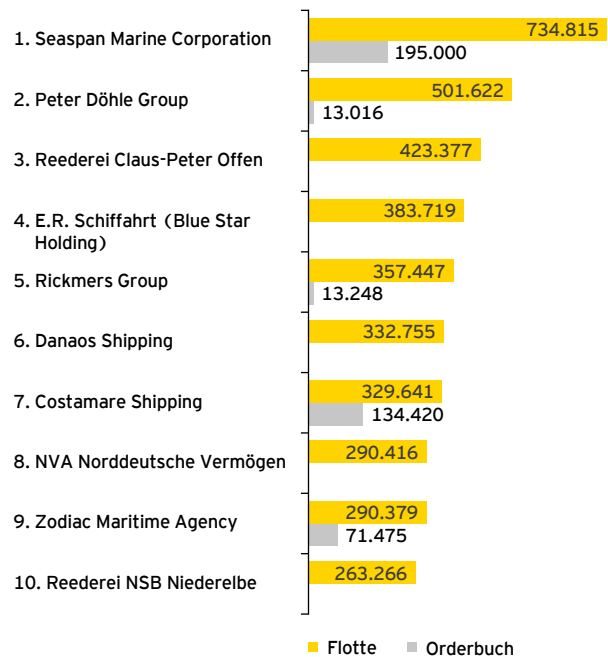 1. Seaspan Marine Corporation
734.815
195.000
2. Peter Döhle Group
501.622
13.016
3. Reederei Claus-Peter Offen
423.377
4. E.R. Schiffahrt (Blue Star
Holding)
383.719
5. Rickmers Group
357.447
13.248
6. Danaos Shipping
332.755
7. Costamare Shipping
329.641
134.420
8. NVA Norddeutsche Vermögen
290.416
9. Zodiac Maritime Agency
290.379
71.475
10. Reederei NSB Niederelbe
263.266
Flotte Orderbuch